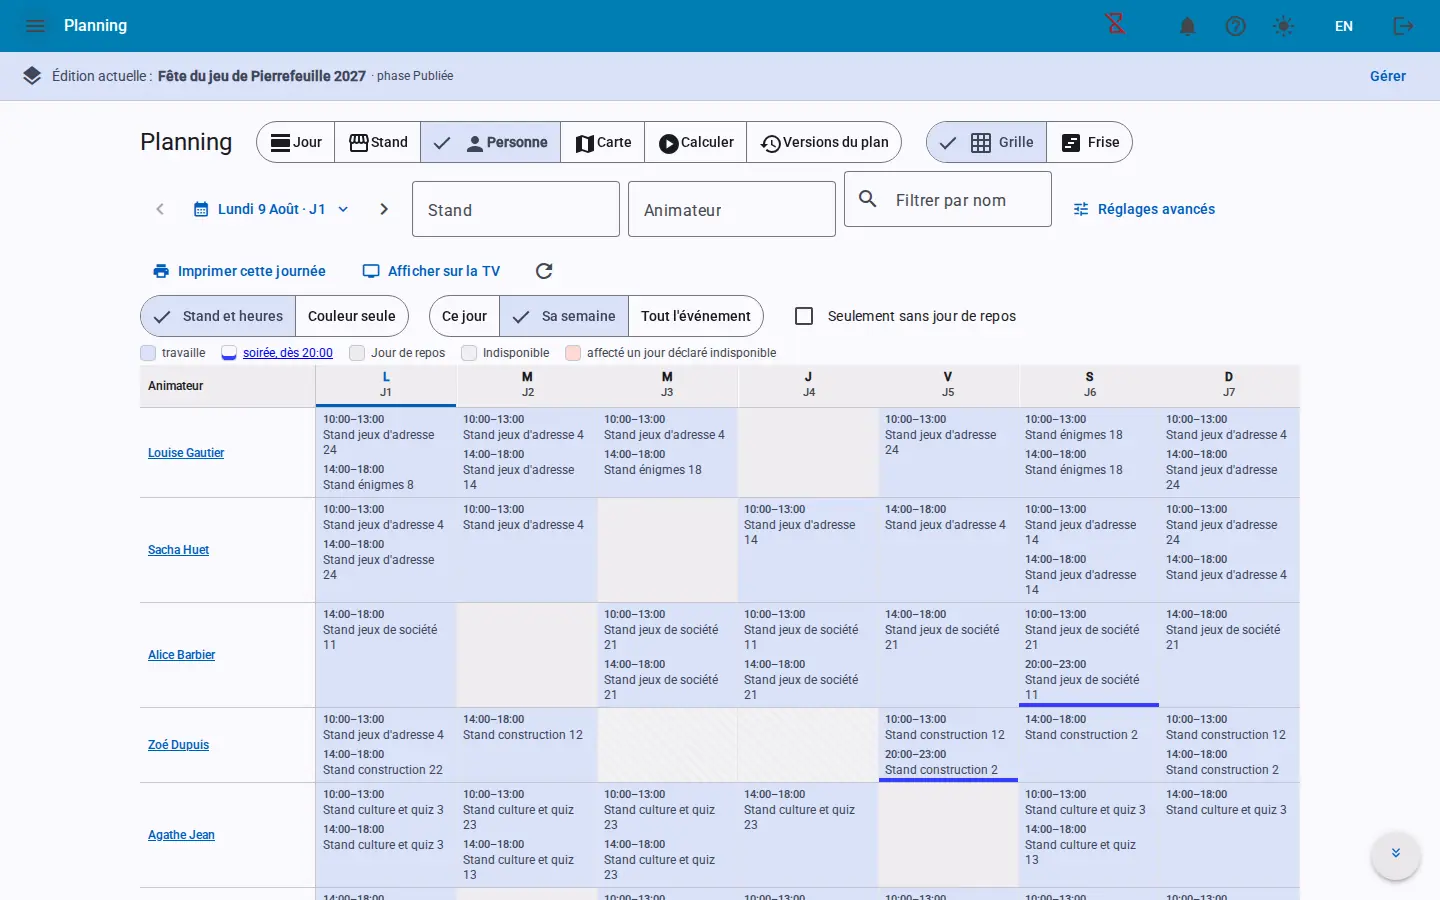 Planning
EN
Édition actuelle : Fête du jeu de Pierrefeuille 2027 · phase Publiée
Gérer
Planning
Jour
Stand
Personne
Carte
Calculer
Versions du plan
Grille
Frise
Lundi 9 Août · J1
Stand
Animateur
Filtrer par nom
Réglages avancés
Imprimer cette journée
Afficher sur la TV
Stand et heures
Couleur seule
Ce jour
Sa semaine
Tout l'événement
Seulement sans jour de repos
travaille
soirée, dès 20:00
Jour de repos
Indisponible
affecté un jour déclaré indisponible
Animateur
L
J1
M
J2
M
J3
J
J4
V
J5
S
J6
D
J7
Louise Gautier
10:00–13:00
Stand jeux d'adresse
24
14:00–18:00
Stand énigmes 8
10:00–13:00
Stand jeux d'adresse 4
14:00–18:00
Stand jeux d'adresse
14
10:00–13:00
Stand jeux d'adresse 4
14:00–18:00
Stand énigmes 18
10:00–13:00
Stand jeux d'adresse
24
10:00–13:00
Stand énigmes 18
14:00–18:00
Stand énigmes 18
10:00–13:00
Stand jeux d'adresse 4
14:00–18:00
Stand jeux d'adresse
24
Sacha Huet
10:00–13:00
Stand jeux d'adresse 4
14:00–18:00
Stand jeux d'adresse
24
10:00–13:00
Stand jeux d'adresse 4
10:00–13:00
Stand jeux d'adresse
14
14:00–18:00
Stand jeux d'adresse 4
10:00–13:00
Stand jeux d'adresse
14
14:00–18:00
Stand jeux d'adresse
14
10:00–13:00
Stand jeux d'adresse
24
14:00–18:00
Stand jeux d'adresse 4
Alice Barbier
14:00–18:00
Stand jeux de société
11
10:00–13:00
Stand jeux de société
21
14:00–18:00
Stand jeux de société
21
10:00–13:00
Stand jeux de société
11
14:00–18:00
Stand jeux de société
21
14:00–18:00
Stand jeux de société
21
10:00–13:00
Stand jeux de société
21
20:00–23:00
Stand jeux de société
11
14:00–18:00
Stand jeux de société
21
Zoé Dupuis
10:00–13:00
Stand jeux d'adresse 4
14:00–18:00
Stand construction 22
14:00–18:00
Stand construction 12
10:00–13:00
Stand construction 12
20:00–23:00
Stand construction 2
14:00–18:00
Stand construction 2
10:00–13:00
Stand construction 12
14:00–18:00
Stand construction 2
Agathe Jean
10:00–13:00
Stand culture et quiz 3
14:00–18:00
Stand culture et quiz 3
10:00–13:00
Stand culture et quiz
23
14:00–18:00
Stand culture et quiz
13
10:00–13:00
Stand culture et quiz
23
14:00–18:00
Stand culture et quiz
23
14:00–18:00
Stand culture et quiz
23
10:00–13:00
Stand culture et quiz 3
14:00–18:00
Stand culture et quiz
13
14:00–18:00
Stand culture et quiz 3
14:00–18:00
10:00–13:00
10:00–13:00
10:00–13:00
10:00–13:00
10:00–13:00